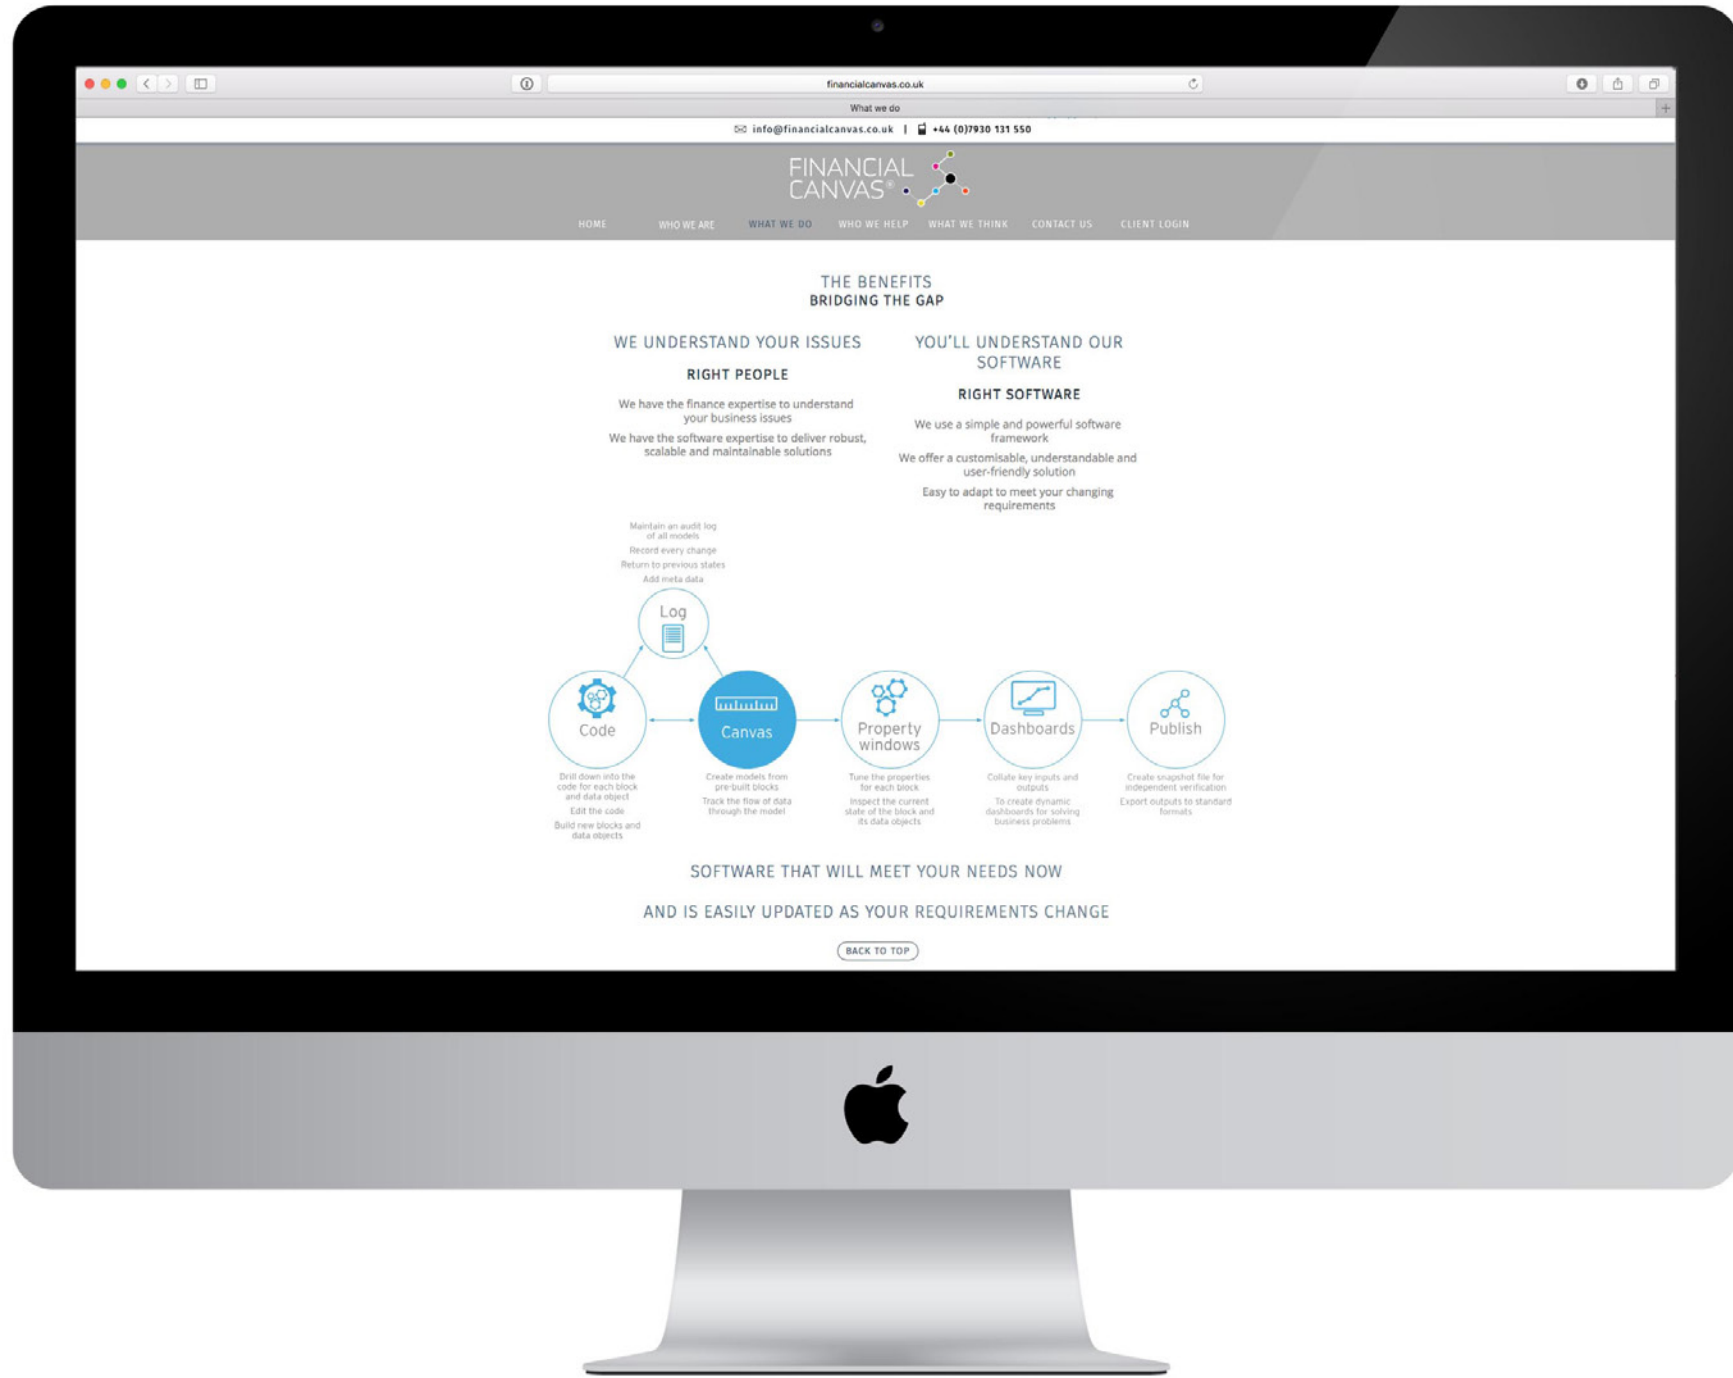 financialcanvas.co.uk
What we do
info@financialcanvas.co.uk | +44 (0)7930 131 550
FINANCIAL
CANVAS®
HOME WHO WE ARE WHAT WE DO WHO WE HELP WHAT WE THINK CONTACT US CLIENT LOGIN
THE BENEFITS
BRIDGING THE GAP
WE UNDERSTAND YOUR ISSUES
RIGHT PEOPLE
We have the finance expertise to understand
your business issues
We have the software expertise to deliver robust,
scalable and maintainable solutions
YOU'LL UNDERSTAND OUR
SOFTWARE
RIGHT SOFTWARE
We use a simple and powerful software
framework
We offer a customisable, understandable and
user-friendly solution
Easy to adapt to meet your changing
requirements
Maintain an audit log
of all models
Record every change
Return to previous states
Add meta data
Log
Code
Drill down into the
code for each block
and data object
Edit the code
Build new blocks and
data objects
Canvas
Create models from
pre-built blocks
Track the flow of data
through the model
Property
windows
Tune the properties
for each block
Inspect the current
state of the block and
its data objects
Dashboards
Collate key inputs and
outputs
To create dynamic
dashboards for solving
business problems
Publish
Create snapshot file for
independent verification
Export outputs to standard
formats
SOFTWARE THAT WILL MEET YOUR NEEDS NOW
AND IS EASILY UPDATED AS YOUR REQUIREMENTS CHANGE
BACK TO TOP